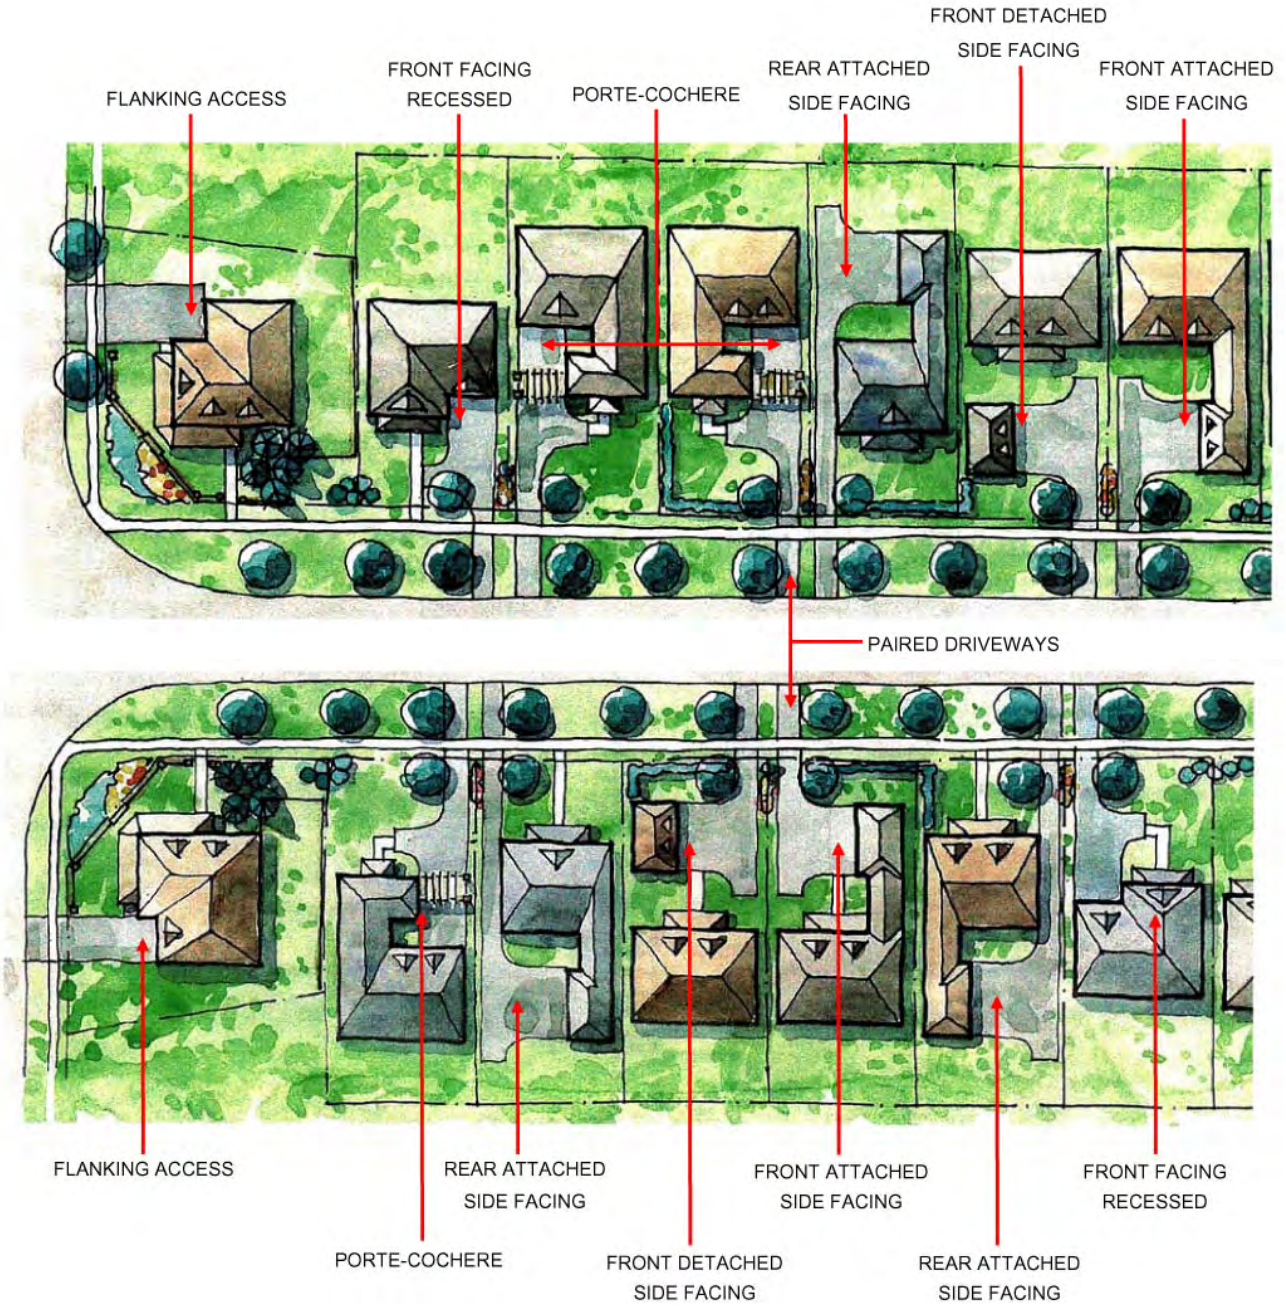 FRONT DETACHED
SIDE FACING
FRONT FACING
RECESSED
REAR ATTACHED
SIDE FACING
FRONT ATTACHED
SIDE FACING
FLANKING ACCESS
PORTE-COCHERE
PAIRED DRIVEWAYS
FLANKING ACCESS
REAR ATTACHED
SIDE FACING
FRONT ATTACHED
SIDE FACING
FRONT FACING
RECESSED
PORTE-COCHERE
FRONT DETACHED
SIDE FACING
REAR ATTACHED
SIDE FACING